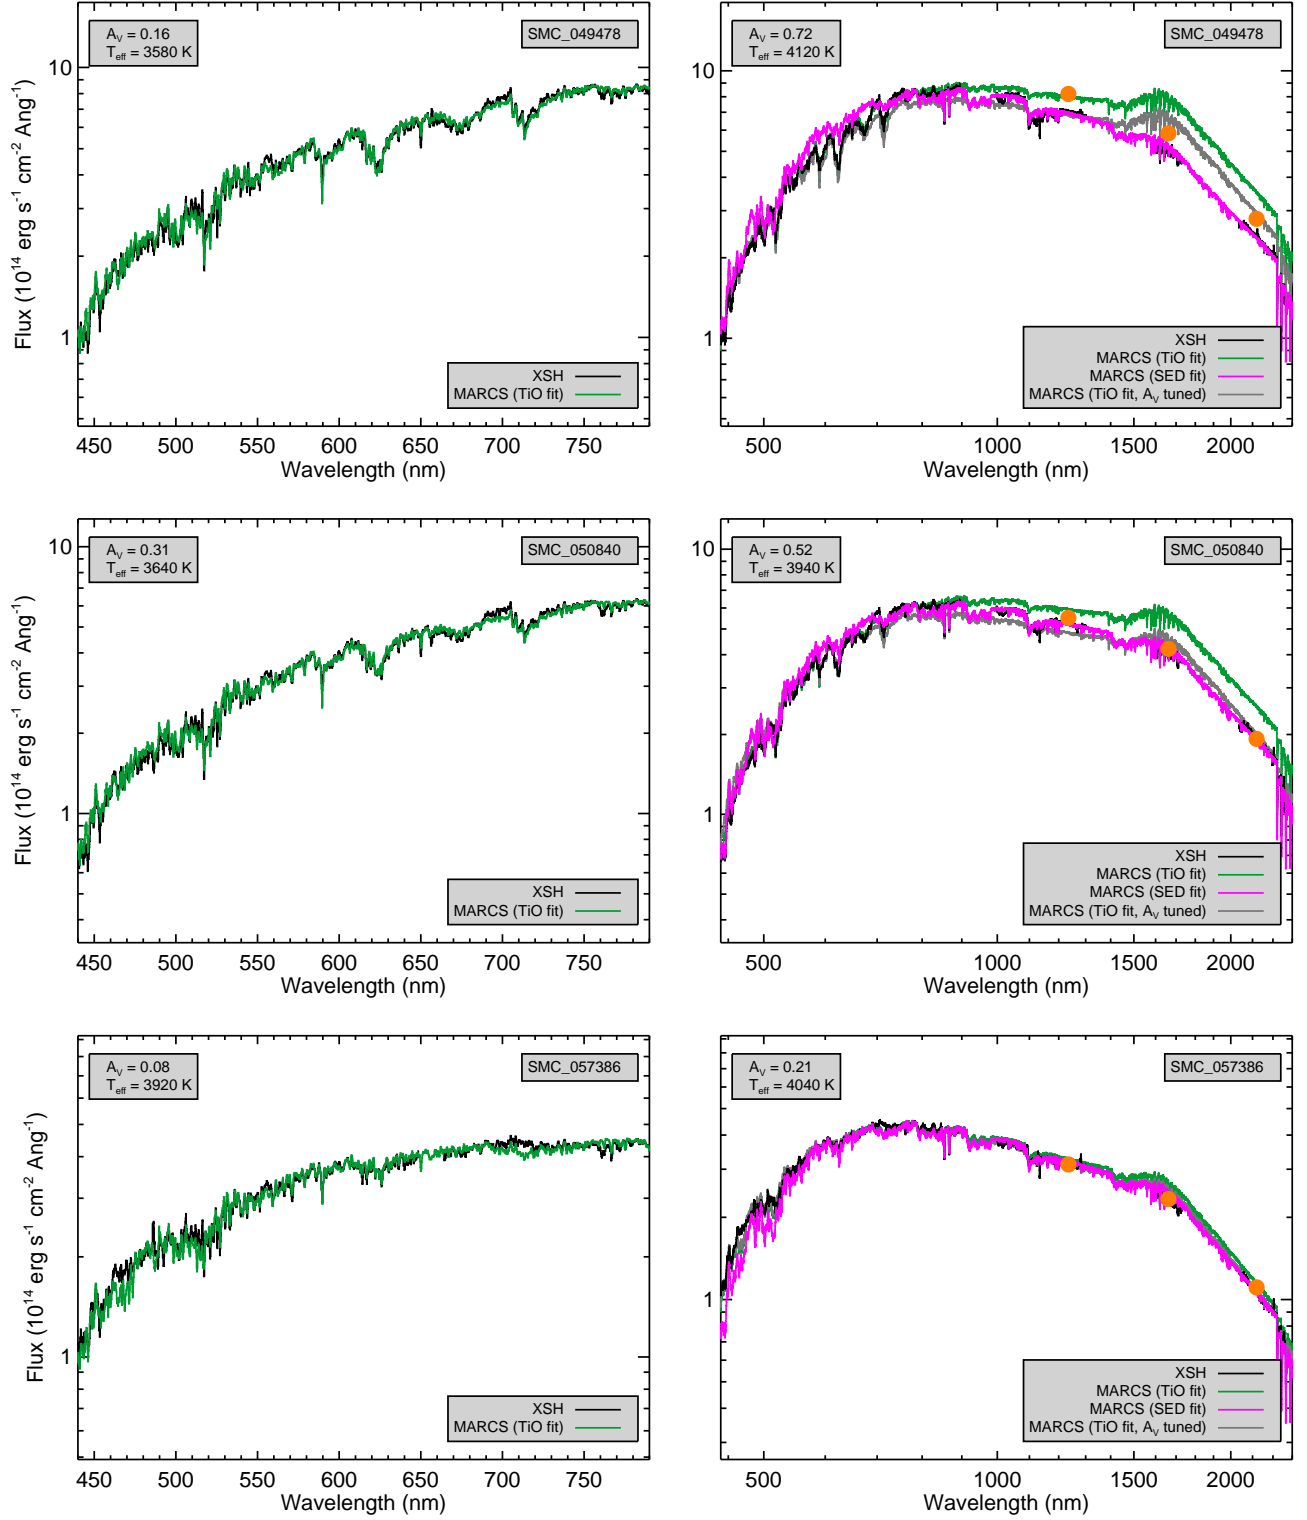 A_V = 0.16
T_eff = 3580 K
SMC_049478
10
1
Flux (10^14 erg s^-1 cm^-2 Ang^-1)
XSH
MARCS (TiO fit)
450 500 550 600 650 700 750
Wavelength (nm)
A_V = 0.72
T_eff = 4120 K
SMC_049478
10
1
XSH
MARCS (TiO fit)
MARCS (SED fit)
MARCS (TiO fit, A_V tuned)
500 1000 1500 2000
Wavelength (nm)
A_V = 0.31
T_eff = 3640 K
SMC_050840
10
1
Flux (10^14 erg s^-1 cm^-2 Ang^-1)
XSH
MARCS (TiO fit)
450 500 550 600 650 700 750
Wavelength (nm)
A_V = 0.52
T_eff = 3940 K
SMC_050840
10
1
XSH
MARCS (TiO fit)
MARCS (SED fit)
MARCS (TiO fit, A_V tuned)
500 1000 1500 2000
Wavelength (nm)
A_V = 0.08
T_eff = 3920 K
SMC_057386
1
Flux (10^14 erg s^-1 cm^-2 Ang^-1)
XSH
MARCS (TiO fit)
450 500 550 600 650 700 750
Wavelength (nm)
A_V = 0.21
T_eff = 4040 K
SMC_057386
1
XSH
MARCS (TiO fit)
MARCS (SED fit)
MARCS (TiO fit, A_V tuned)
500 1000 1500 2000
Wavelength (nm)